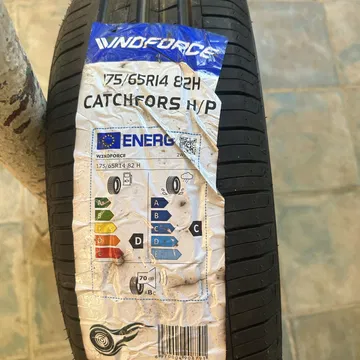 WINDFORCE
175/65R14 82H
CATCHFORS H/P
ENERG
WINDFORCE
175/65R14 82 H
A
B
C
D
E
A
B
C
D
E
D
C
70